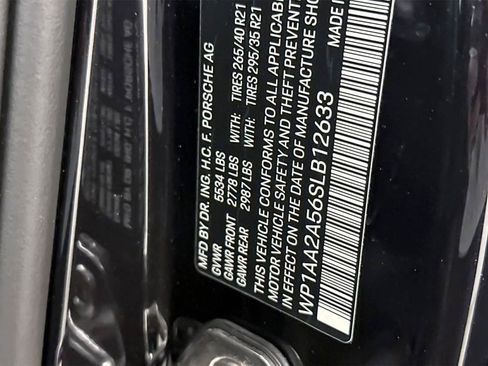 MFD BY DR. ING. H.C. F. PORSCHE AG
GVWR 5534 LBS
GAWR FRONT 2778 LBS WITH: TIRES 265/40 R21
GAWR REAR 2987 LBS WITH: TIRES 295/35 R21
THIS VEHICLE CONFORMS TO ALL APPLICABL
MOTOR VEHICLE SAFETY AND THEFT PREVENT
IN EFFECT ON THE DATE OF MANUFACTURE SHO
WP1AA2A56SLB12633 MADE IN